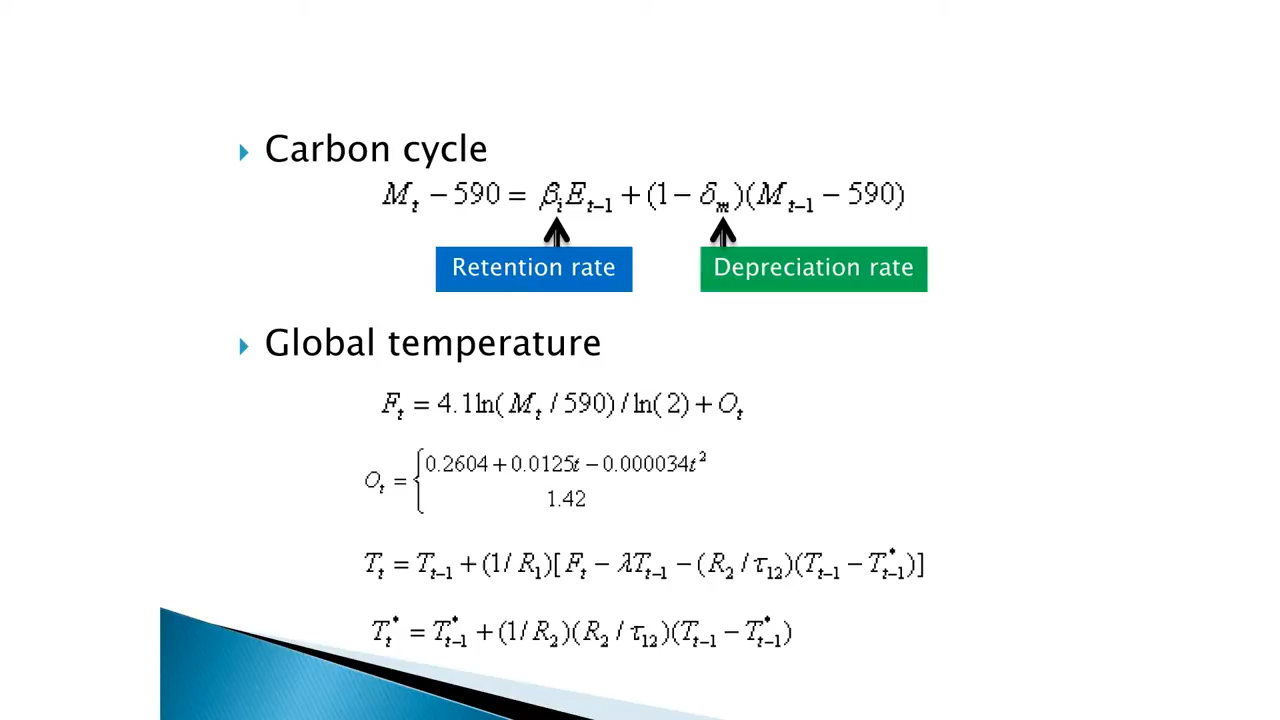 Carbon cycle
M_t − 590 = β_i E_{t−1} + (1 − δ_m)(M_{t−1} − 590)
Retention rate Depreciation rate
Global temperature
F_t = 4.1ln( M_t / 590) / ln( 2) + O_t
O_t = { 0.2604 + 0.0125t − 0.000034t²
1.42
T_t = T_{t−1} + (1/ R_1)[ F_t − λT_{t−1} − (R_2 / τ_12)(T_{t−1} − T*_{t−1})]
T*_t = T*_{t−1} + (1/ R_2)(R_2 / τ_12)(T_{t−1} − T*_{t−1})